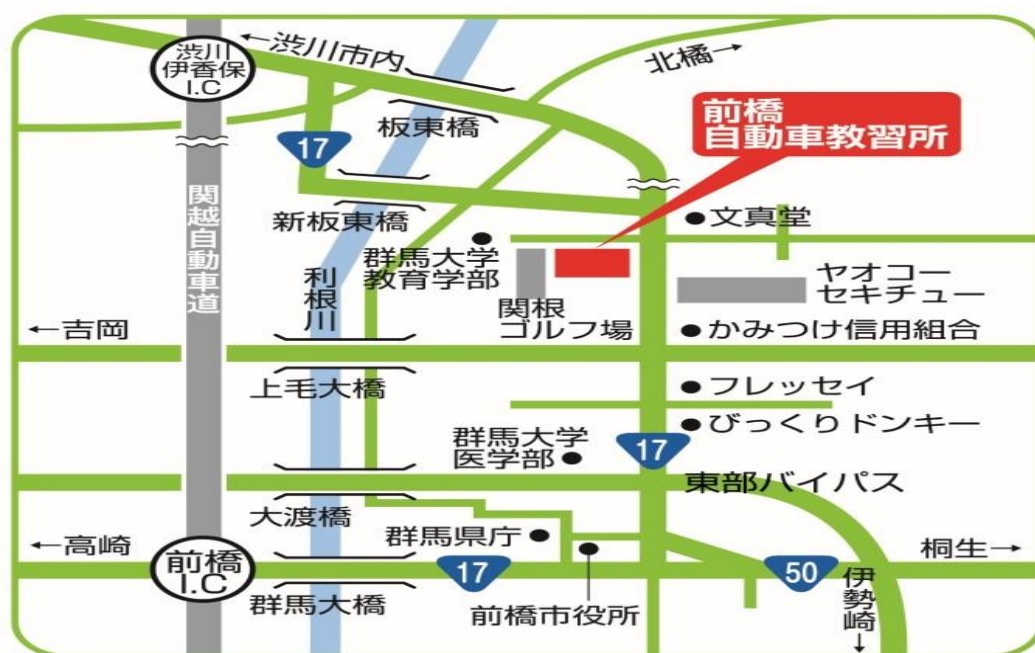 渋川
伊香保
I.C
←渋川市内
北橘→
板東橋
17
前橋
自動車教習所
関越自動車道
新板東橋
文真堂
群馬大学
教育学部
関根
ゴルフ場
ヤオコー
セキチュー
利根川
←吉岡
かみつけ信用組合
上毛大橋
フレッセイ
びっくりドンキー
群馬大学
医学部
17
東部バイパス
大渡橋
群馬県庁
←高崎
前橋
I.C
17
50
桐生→
群馬大橋
前橋市役所
伊勢崎↓